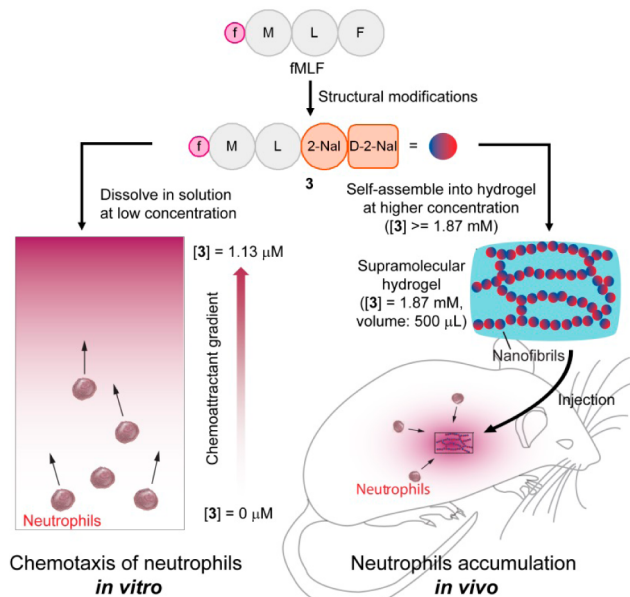 f M L F
fMLF
Structural modifications
f M L 2-Nal D-2-Nal =
3
Dissolve in solution
at low concentration
Self-assemble into hydrogel
at higher concentration
([3] >= 1.87 mM)
[3] = 1.13 μM
Chemoattractant gradient
[3] = 0 μM
Neutrophils
Supramolecular
hydrogel
([3] = 1.87 mM,
volume: 500 μL)
Nanofibrils
Injection
Neutrophils
Chemotaxis of neutrophils
in vitro
Neutrophils accumulation
in vivo